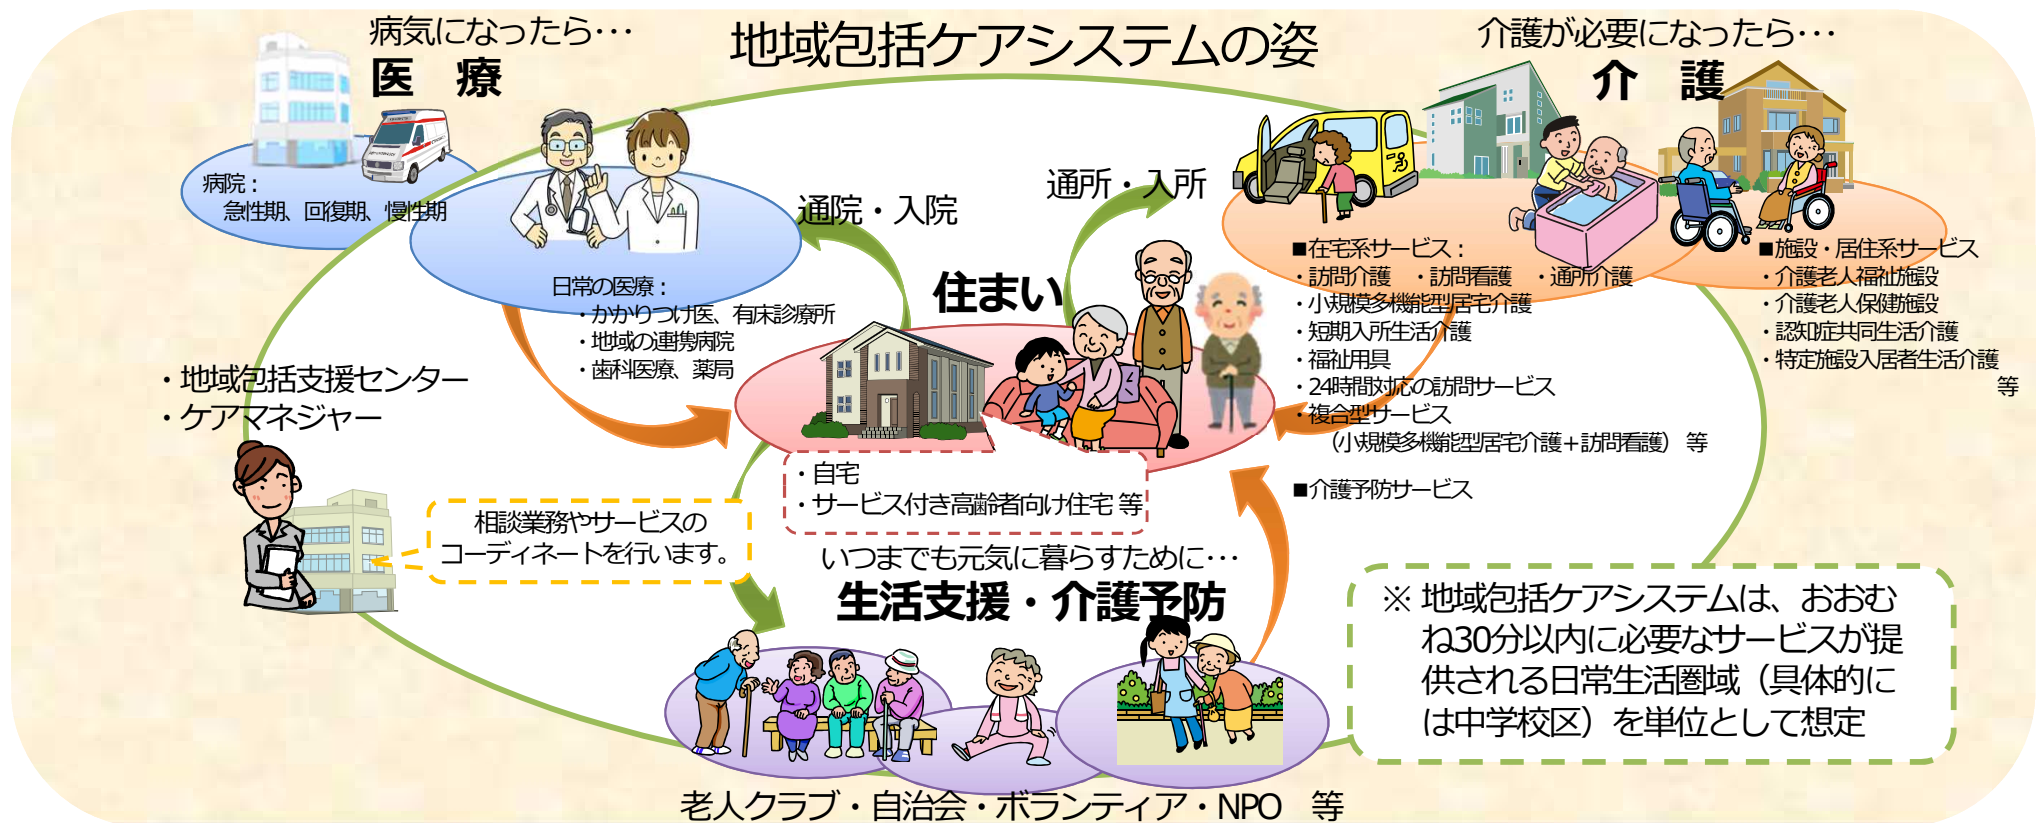 地域包括ケアシステムの姿
病気になったら･･･
医　療
病院：
急性期、回復期、慢性期
日常の医療：
・かかりつけ医、有床診療所
・地域の連携病院
・歯科医療、薬局
通院・入院
通所・入所
住まい
・自宅
・サービス付き高齢者向け住宅 等
介護が必要になったら･･･
介　護
■在宅系サービス：
・訪問介護　・訪問看護　・通所介護
・小規模多機能型居宅介護
・短期入所生活介護
・福祉用具
・24時間対応の訪問サービス
・複合型サービス
（小規模多機能型居宅介護＋訪問看護） 等
■介護予防サービス
■施設・居住系サービス
・介護老人福祉施設
・介護老人保健施設
・認知症共同生活介護
・特定施設入居者生活介護
等
・地域包括支援センター
・ケアマネジャー
相談業務やサービスの
コーディネートを行います。
いつまでも元気に暮らすために･･･
生活支援・介護予防
老人クラブ・自治会・ボランティア・NPO　等
※ 地域包括ケアシステムは、おおむ
ね30分以内に必要なサービスが提
供される日常生活圏域（具体的に
は中学校区）を単位として想定